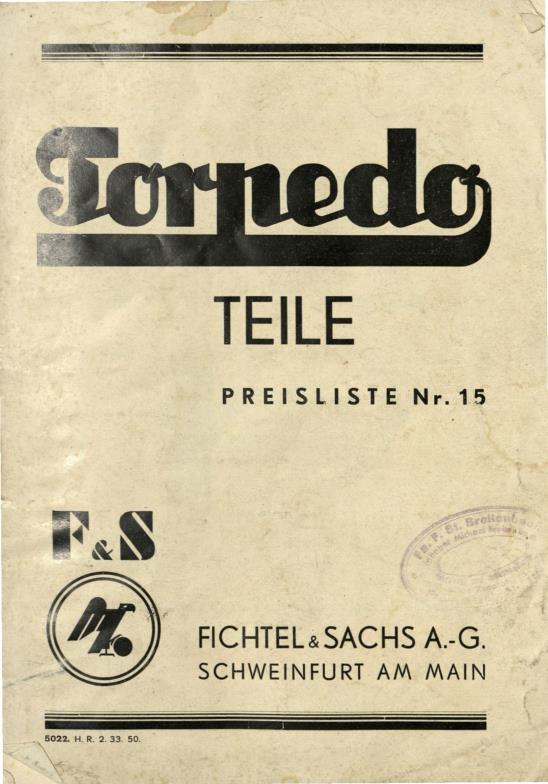 Torpedo
TEILE
PREISLISTE Nr. 15
F&S
FICHTEL & SACHS A.-G.
SCHWEINFURT AM MAIN
5022. H. R. 2. 33. 50.